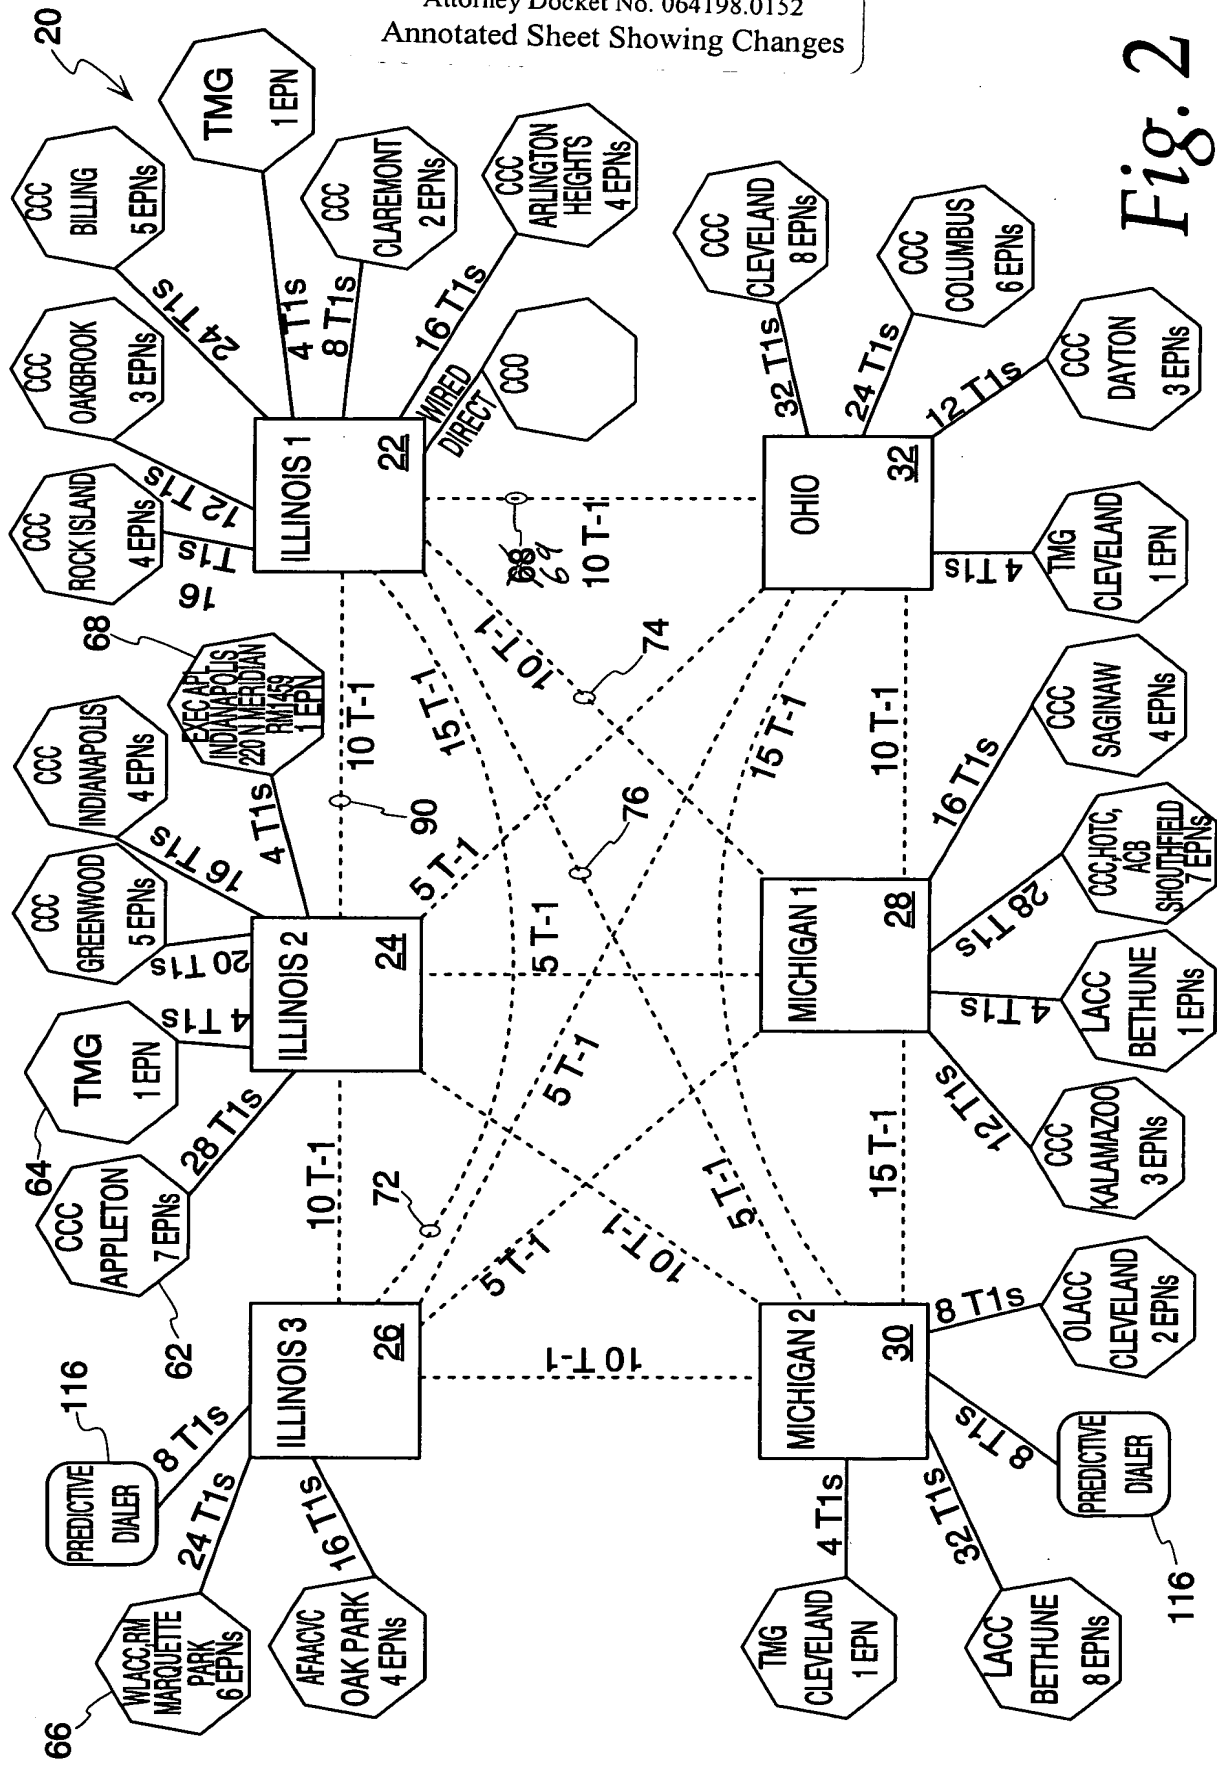 Attorney Docket No. 064198.0152
Annotated Sheet Showing Changes
20
Fig. 2
PREDICTIVE
DIALER
116
8 T1s
WLACC,RM
MARQUETTE
PARK
6 EPNs
66
24 T1s
AFAACVC
OAK PARK
4 EPNs
16 T1s
ILLINOIS 3
26
CCC
APPLETON
7 EPNs
62
28 T1s
TMG
1 EPN
64
4 T1s
CCC
GREENWOOD
5 EPNs
20 T1s
CCC
INDIANAPOLIS
4 EPNs
16 T1s
EXEC API
INDIANAPOLIS
220 N MERIDIAN
RM1459
1 EPN
68
4 T1s
ILLINOIS 2
24
CCC
ROCK ISLAND
4 EPNs
16
T1s
CCC
OAKBROOK
3 EPNs
12 T1s
CCC
BILLING
5 EPNs
24 T1s
TMG
1 EPN
4 T1s
CCC
CLAREMONT
2 EPNs
8 T1s
CCC
ARLINGTON
HEIGHTS
4 EPNs
16 T1s
WIRED
DIRECT
CCO
ILLINOIS 1
22
10 T-1
10 T-1
90
15 T-1
72
5 T-1
5 T-1
5 T-1
5 T-1
5 T-1
10 T-1
10 T-1
10 T-1
74
76
15 T-1
68
69
10 T-1
15 T-1
10 T-1
MICHIGAN 2
30
TMG
CLEVELAND
1 EPN
4 T1s
LACC
BETHUNE
8 EPNs
32 T1s
PREDICTIVE
DIALER
116
8 T1s
OLACC
CLEVELAND
2 EPNs
8 T1s
MICHIGAN 1
28
CCC
KALAMAZOO
3 EPNs
12 T1s
LACC
BETHUNE
1 EPNs
4 T1s
CCC,HOTC,
ACB
SHOUTHFIELD
7 EPNs
28 T1s
CCC
SAGINAW
4 EPNs
16 T1s
OHIO
32
TMG
CLEVELAND
1 EPN
4 T1s
CCC
DAYTON
3 EPNs
12 T1s
CCC
COLUMBUS
6 EPNs
24 T1s
CCC
CLEVELAND
8 EPNs
32 T1s